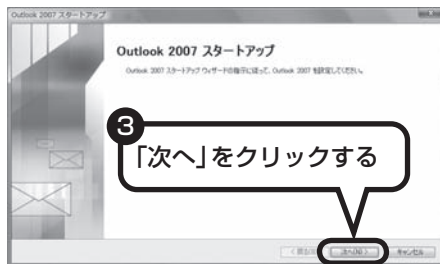 Outlook 2007 スタートアップ
Outlook 2007 スタートアップ
Outlook 2007 スタートアップ ウィザードの指示に従って、Outlook 2007 を設定してください。
3
「次へ」をクリックする
次へ(N) >
キャンセル